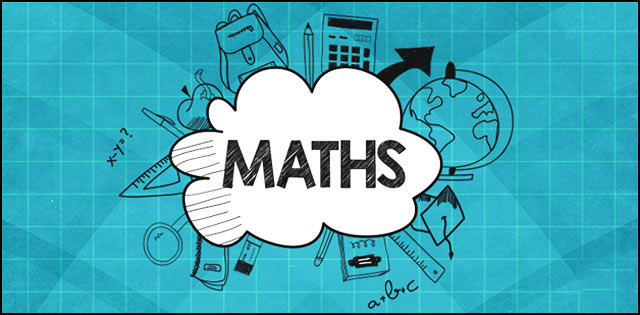 MATHS
x-y=?
a+b+c